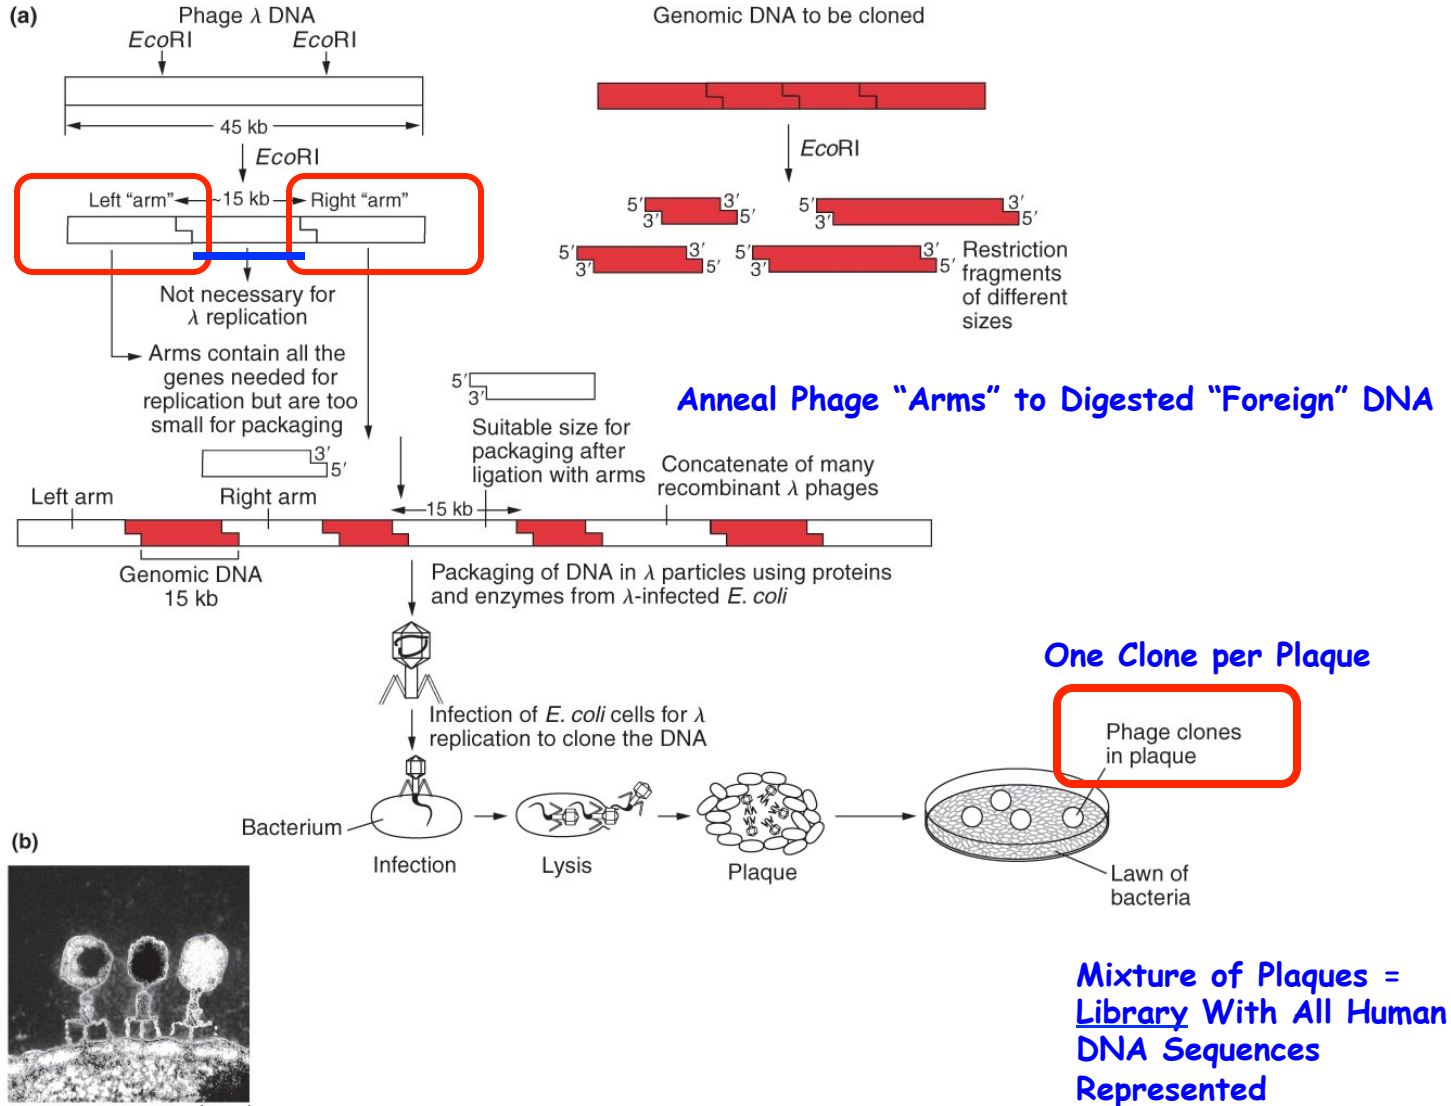 (a)
Phage λ DNA
EcoRI
EcoRI
45 kb
EcoRI
Left “arm”
~15 kb
Right “arm”
Not necessary for
λ replication
Arms contain all the
genes needed for
replication but are too
small for packaging
Genomic DNA to be cloned
EcoRI
5′
3′
3′
5′
5′
3′
3′
5′
5′
3′
3′
5′
5′
3′
3′
5′
Restriction
fragments
of different
sizes
Anneal Phage “Arms” to Digested “Foreign” DNA
5′
3′
Suitable size for
packaging after
ligation with arms
3′
5′
Left arm
Right arm
15 kb
Concatenate of many
recombinant λ phages
Genomic DNA
15 kb
Packaging of DNA in λ particles using proteins
and enzymes from λ-infected E. coli
One Clone per Plaque
Infection of E. coli cells for λ
replication to clone the DNA
Phage clones
in plaque
Bacterium
Infection
Lysis
Plaque
Lawn of
bacteria
(b)
Mixture of Plaques =
Library With All Human
DNA Sequences
Represented